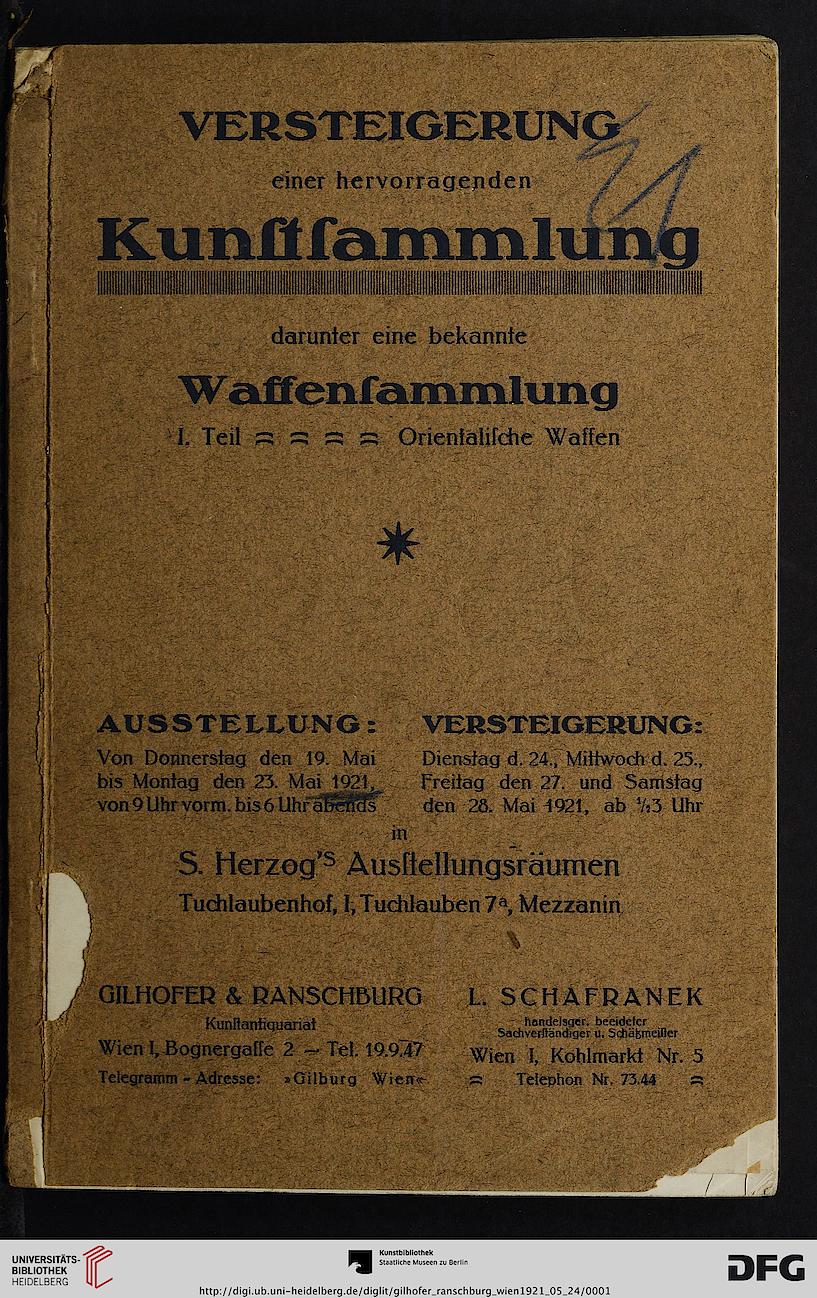 VERSTEIGERUNG
einer hervorragenden
Kunſtſammlung
darunter eine bekannte
Waffenſammlung
I. Teil Orientaliſche Waffen
AUSSTELLUNG:
Von Donnerstag den 19. Mai
bis Montag den 23. Mai 1921,
von 9 Uhr vorm. bis 6 Uhr abends
VERSTEIGERUNG:
Dienstag d. 24., Mittwoch d. 25.,
Freitag den 27. und Samstag
den 28. Mai 1921, ab ½3 Uhr
in
S. Herzog's Ausſtellungsräumen
Tuchlaubenhof, I, Tuchlauben 7ª, Mezzanin
GILHOFER & RANSCHBURG
Kunſtantiquariat
Wien I, Bognergaſſe 2 — Tel. 19.9.47
Telegramm-Adresse: »Gilburg Wien«
L. SCHAFRANEK
handelsger. beeideter
Sachverſtändiger u. Schätzmeiſter
Wien I, Kohlmarkt Nr. 5
Telephon Nr. 73.44
UNIVERSITÄTS-
BIBLIOTHEK
HEIDELBERG
Kunstbibliothek
Staatliche Museen zu Berlin
DFG
http://digi.ub.uni-heidelberg.de/diglit/gilhofer_ranschburg_wien1921_05_24/0001